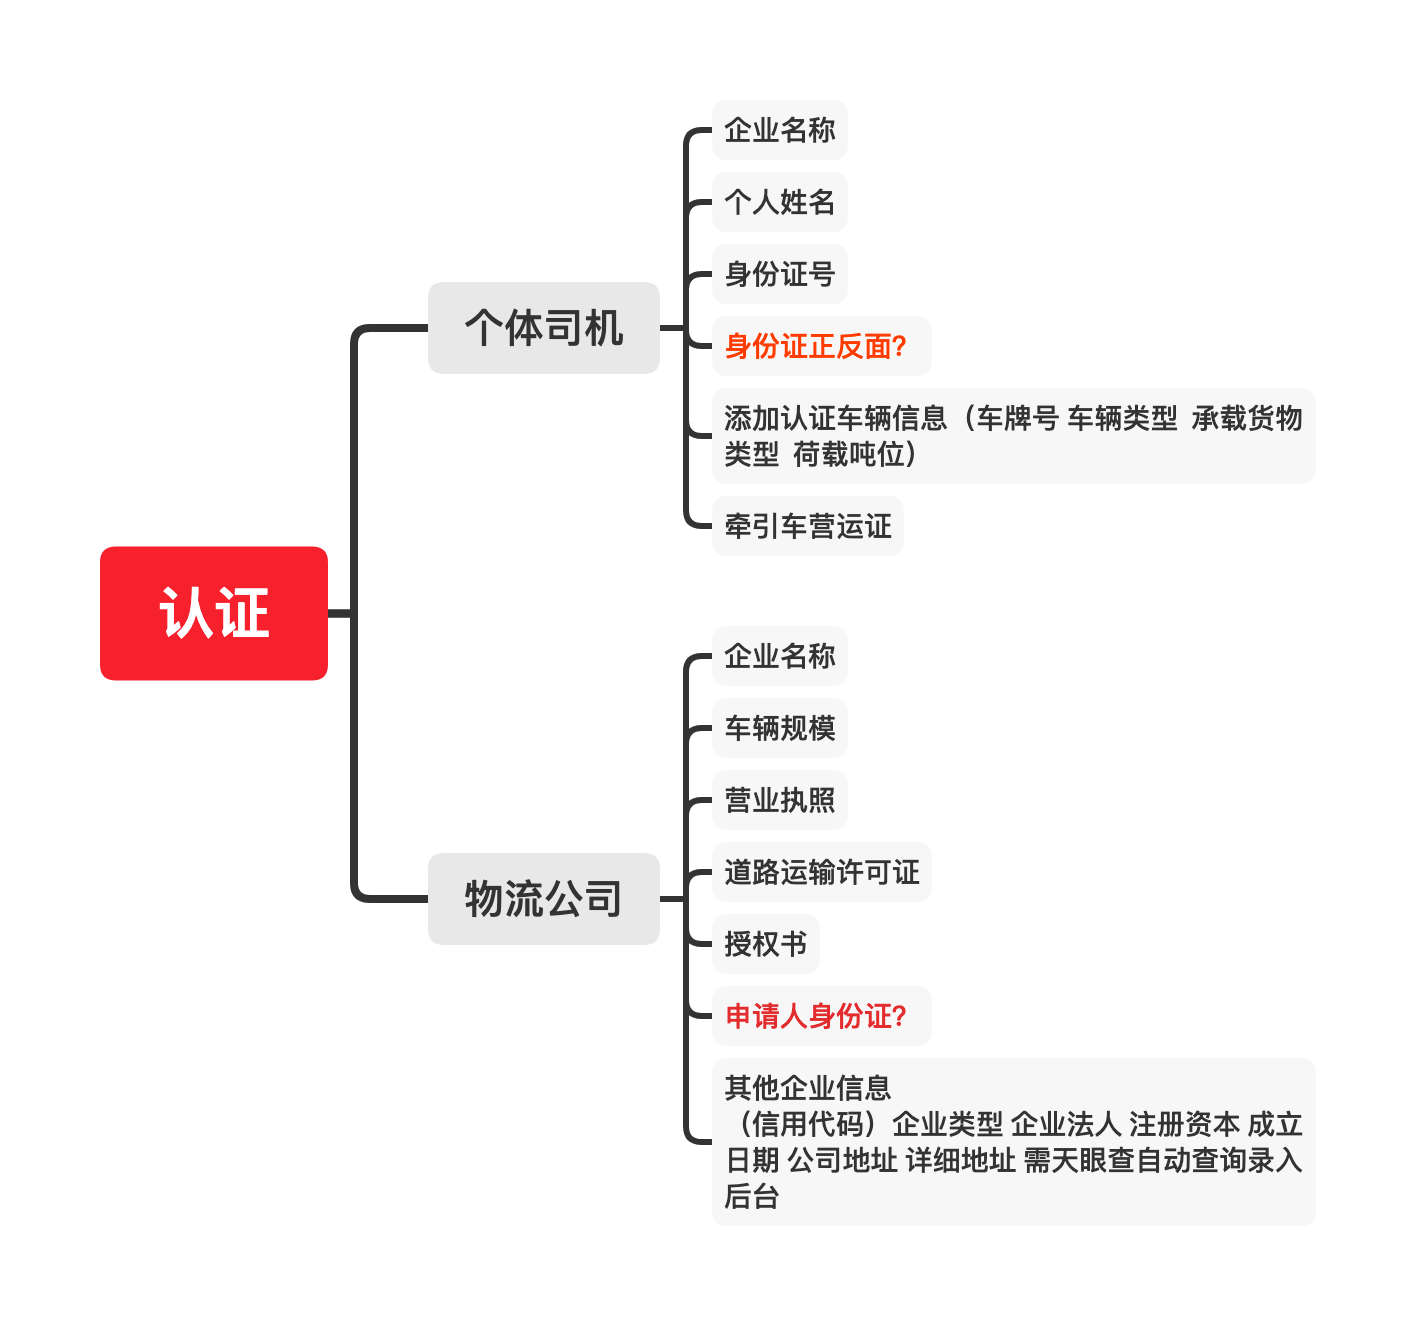 认证
个体司机
企业名称
个人姓名
身份证号
身份证正反面？
添加认证车辆信息（车牌号 车辆类型  承载货物
类型  荷载吨位）
牵引车营运证
物流公司
企业名称
车辆规模
营业执照
道路运输许可证
授权书
申请人身份证？
其他企业信息
（信用代码）企业类型 企业法人 注册资本 成立
日期 公司地址 详细地址 需天眼查自动查询录入
后台